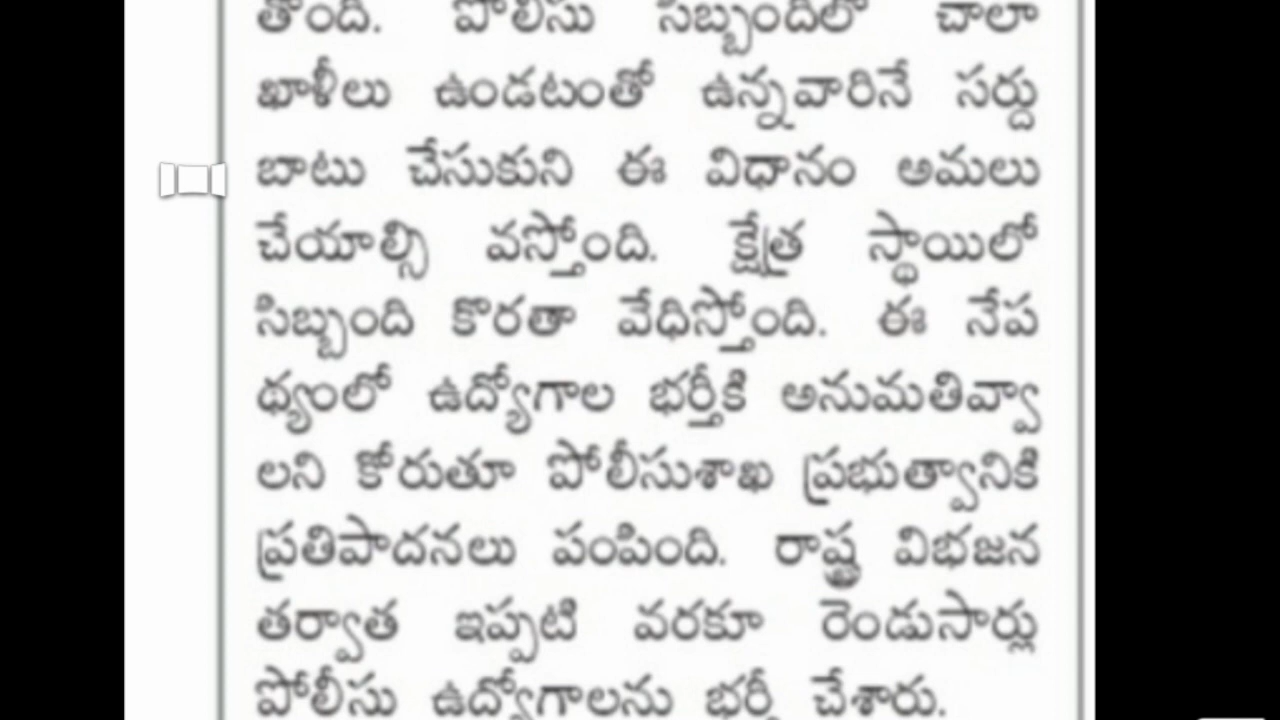 తోంది. పోలీసు సిబ్బందిలో చాలా
ఖాళీలు ఉండటంతో ఉన్నవారినే సర్దు
బాటు చేసుకుని ఈ విధానం అమలు
చేయాల్సి వస్తోంది. క్షేత్ర స్థాయిలో
సిబ్బంది కొరతా వేధిస్తోంది. ఈ నేప
థ్యంలో ఉద్యోగాల భర్తీకి అనుమతివ్వా
లని కోరుతూ పోలీసుశాఖ ప్రభుత్వానికి
ప్రతిపాదనలు పంపింది. రాష్ట్ర విభజన
తర్వాత ఇప్పటి వరకూ రెండుసార్లు
పోలీసు ఉద్యోగాలను భర్తీ చేశారు.